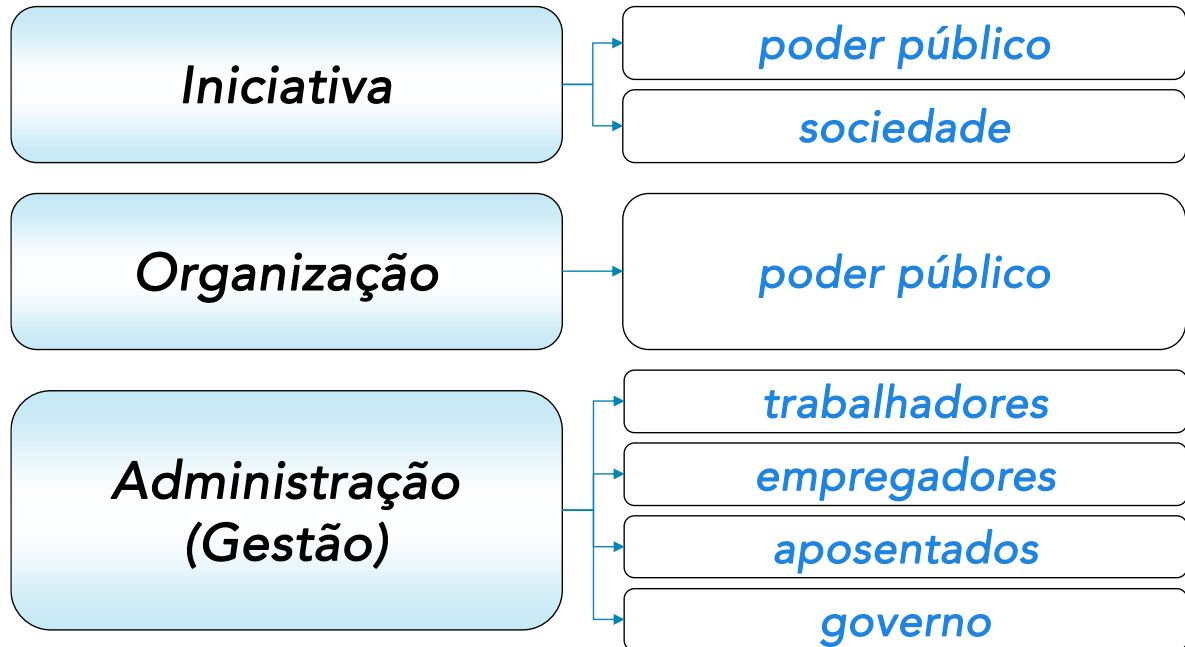 Iniciativa
poder público
sociedade
Organização
poder público
Administração
(Gestão)
trabalhadores
empregadores
aposentados
governo